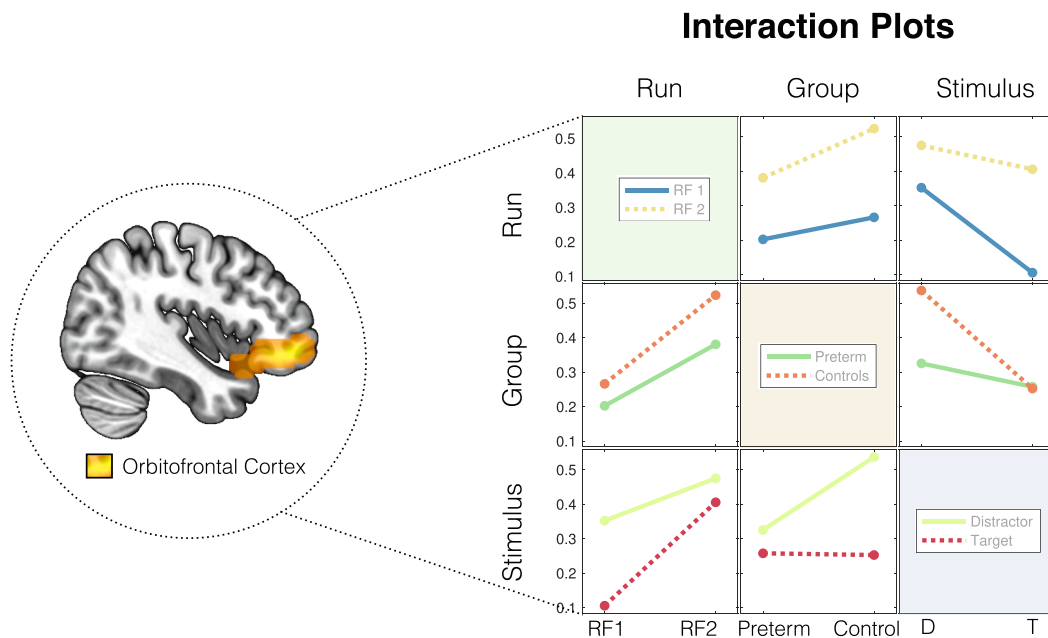 Interaction Plots
Run Group Stimulus
Run
0.5
0.4
0.3
0.2
0.1
RF 1
RF 2
Group
0.5
0.4
0.3
0.2
0.1
Preterm
Controls
Stimulus
0.5
0.4
0.3
0.2
0.1
Distractor
Target
RF1 RF2 Preterm Control D T
Orbitofrontal Cortex